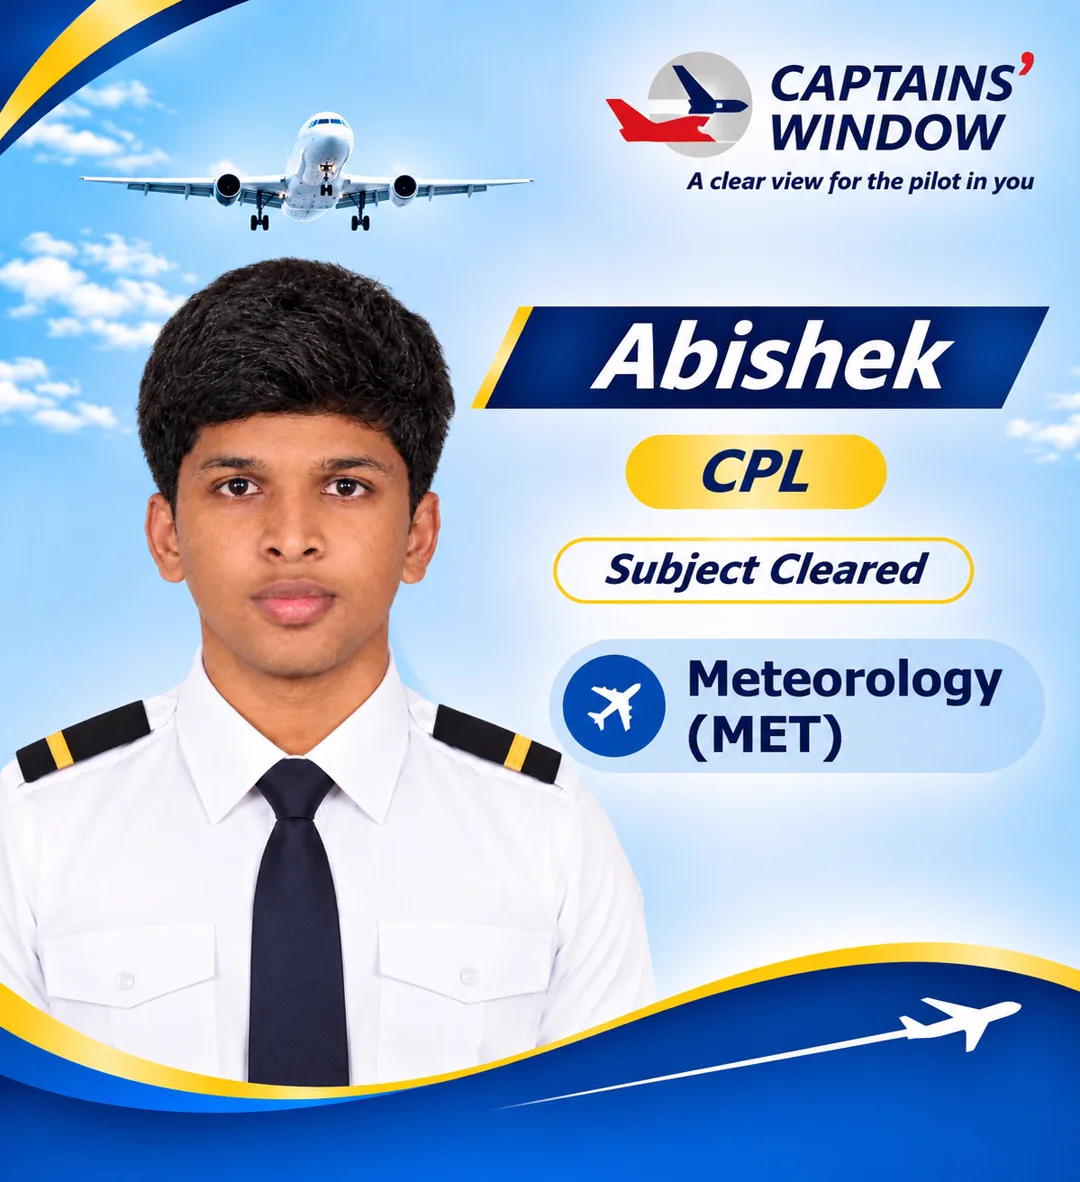 CAPTAINS'
WINDOW
A clear view for the pilot in you
Abishek
CPL
Subject Cleared
Meteorology
(MET)